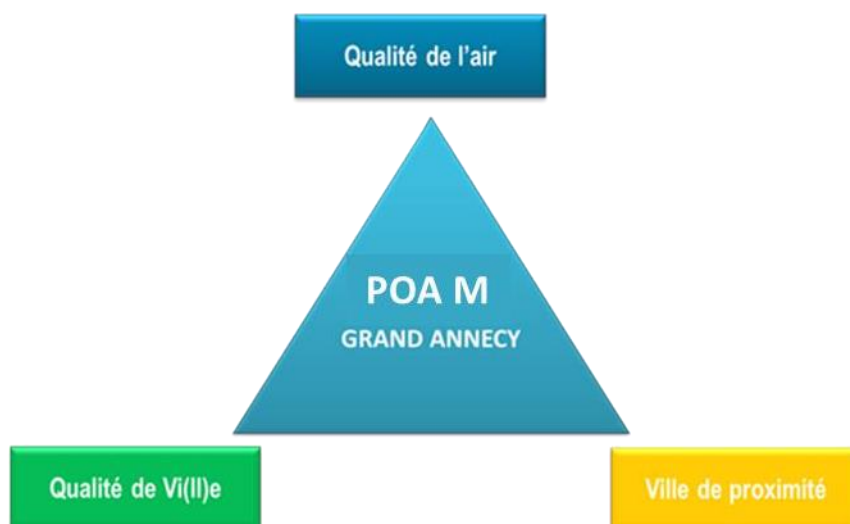 Qualité de l'air
POA M
GRAND ANNECY
Qualité de Vi(ll)e
Ville de proximité